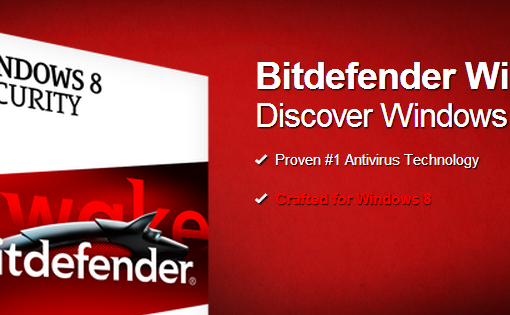 NDOWS 8
CURITY
wake
itdefender®
Bitdefender Wi
Discover Windows
Proven #1 Antivirus Technology
Crafted for Windows 8